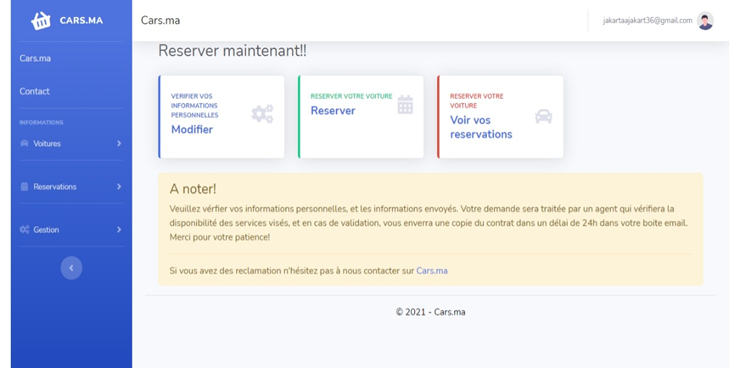 CARS.MA
Cars.ma
jakartaajakart36@gmail.com
Cars.ma
Contact
INFORMATIONS
Voitures
Reservations
Gestion
Reserver maintenant!!
VERIFIER VOS
INFORMATIONS
PERSONNELLES
Modifier
RESERVER VOTRE VOITURE
Reserver
RESERVER VOTRE
VOITURE
Voir vos
reservations
A noter!
Veuillez vérfier vos informations personnelles, et les informations envoyés. Votre demande sera traitée par un agent qui vérifiera la
disponibilité des services visés, et en cas de validation, vous enverra une copie du contrat dans un délai de 24h dans votre boite email.
Merci pour votre patience!
Si vous avez des reclamation n'hésitez pas à nous contacter sur Cars.ma
© 2021 - Cars.ma